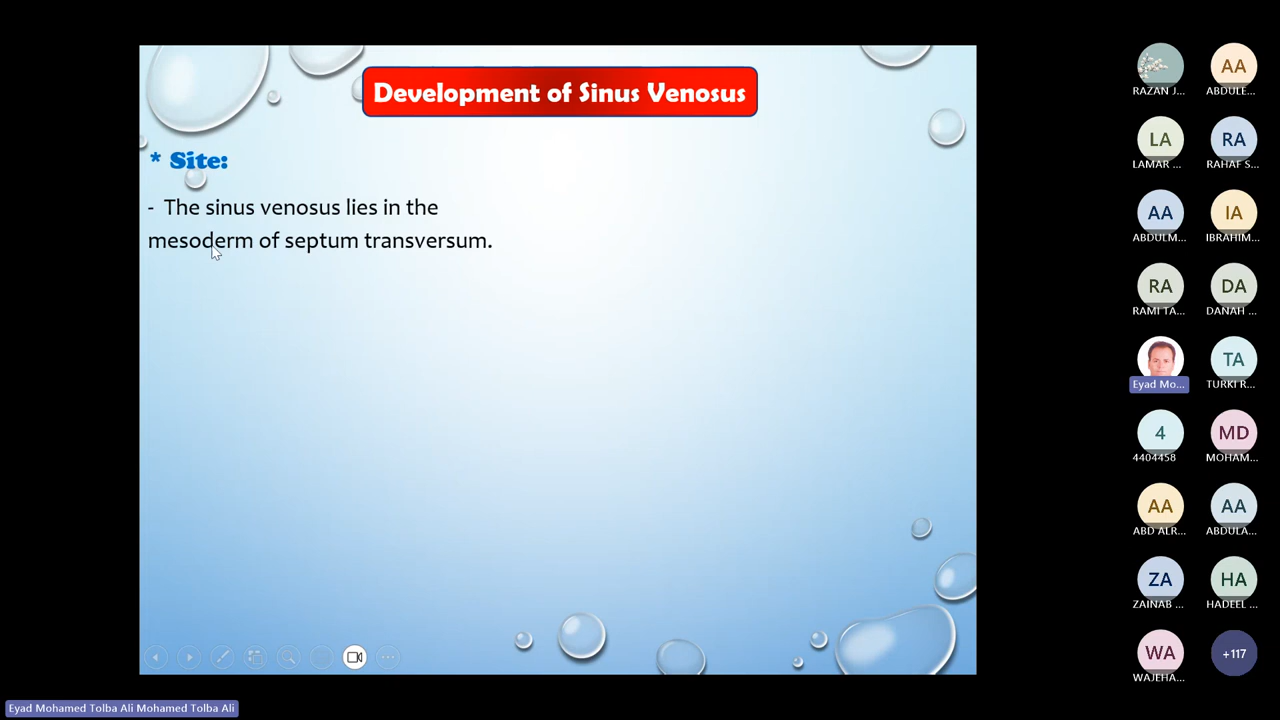 Development of Sinus Venosus
* Site:
- The sinus venosus lies in the
mesoderm of septum transversum.
AA
RAZAN J...
ABDULE...
LA
RA
LAMAR ...
RAHAF S...
AA
IA
ABDULM...
IBRAHIM...
RA
DA
RAMI TA...
DANAH ...
TA
Eyad Mo...
TURKI R...
4
MD
4404458
MOHAM...
AA
AA
ABD ALR...
ABDULA...
ZA
HA
ZAINAB ...
HADEEL ...
WA
+117
WAJEHA...
Eyad Mohamed Tolba Ali Mohamed Tolba Ali